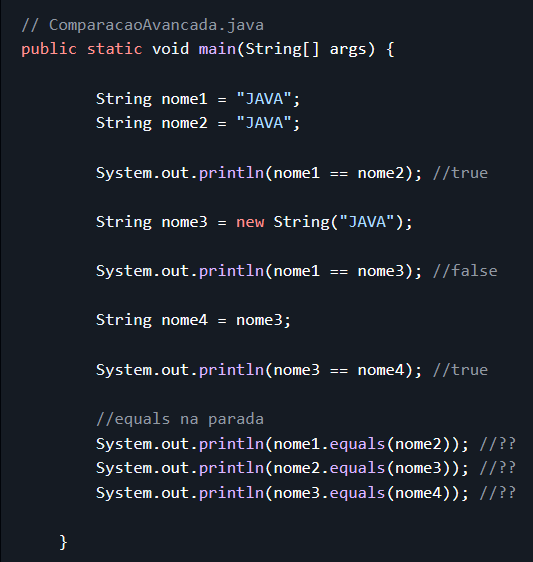 // ComparacaoAvancada.java
public static void main(String[] args) {
String nome1 = "JAVA";
String nome2 = "JAVA";
System.out.println(nome1 == nome2); //true
String nome3 = new String("JAVA");
System.out.println(nome1 == nome3); //false
String nome4 = nome3;
System.out.println(nome3 == nome4); //true
//equals na parada
System.out.println(nome1.equals(nome2)); //??
System.out.println(nome2.equals(nome3)); //??
System.out.println(nome3.equals(nome4)); //??
}